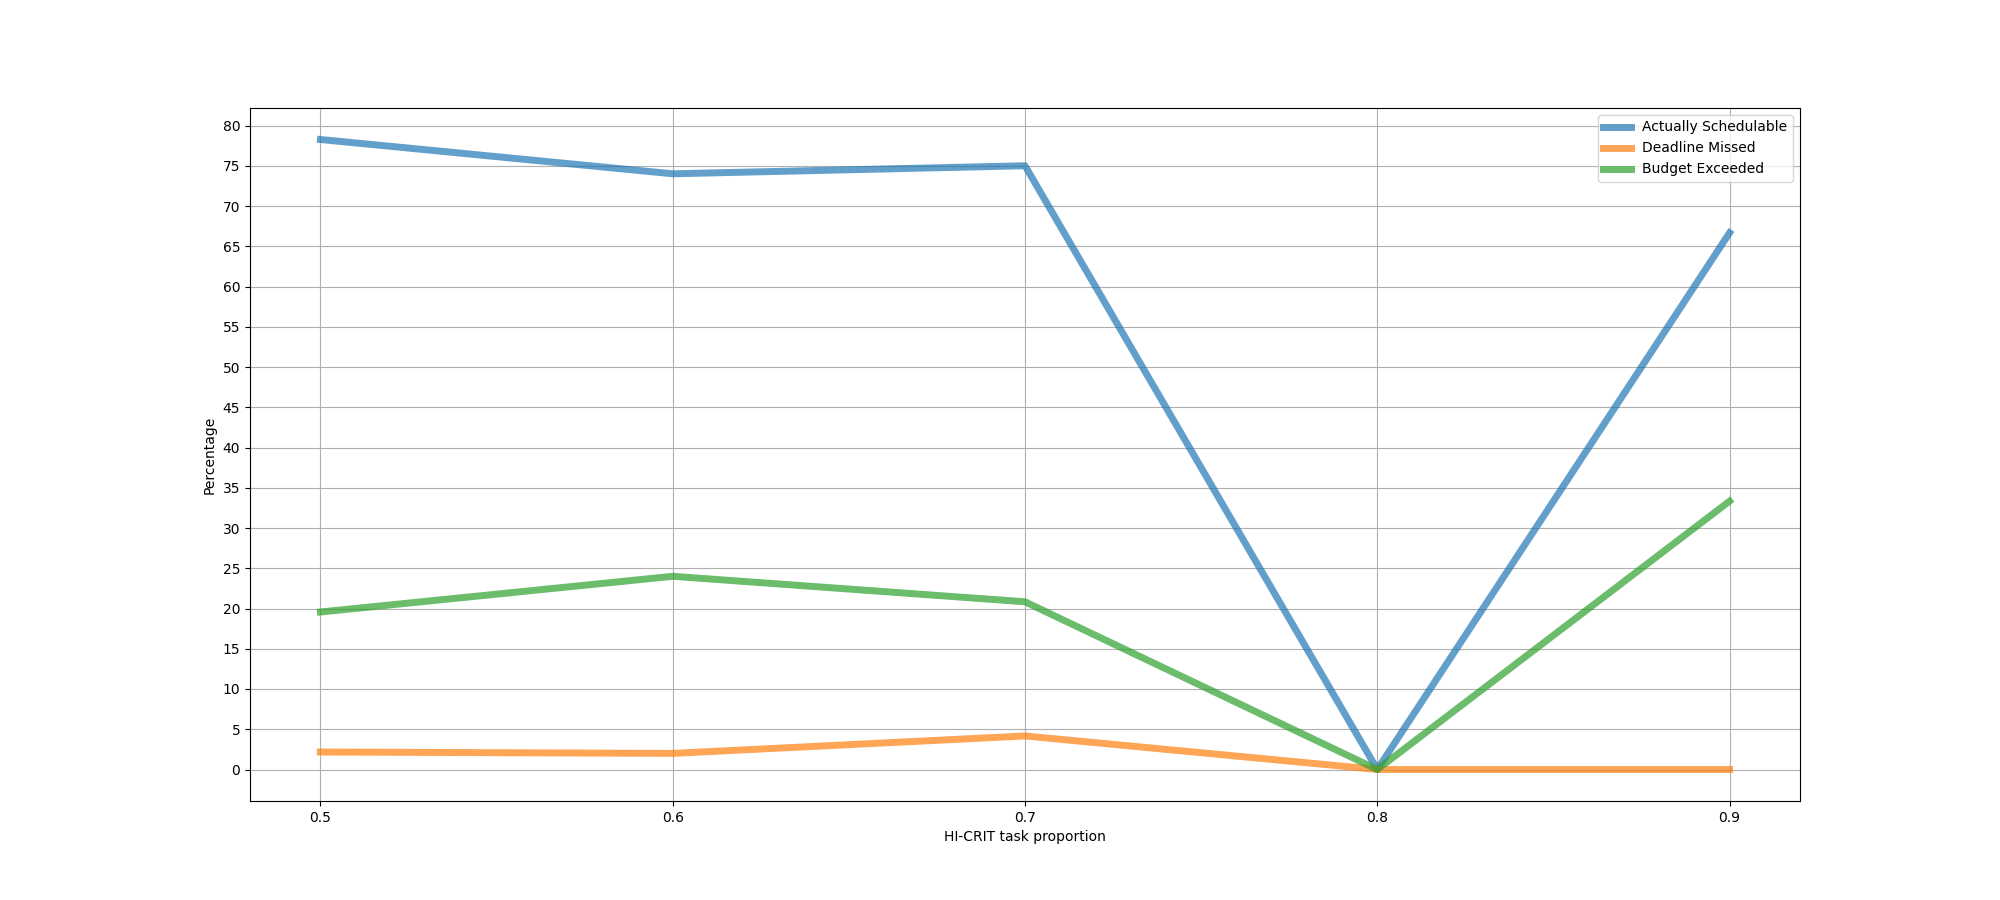 Actually Schedulable
Deadline Missed
Budget Exceeded
80
75
70
65
60
55
50
45
40
35
30
25
20
15
10
5
0
Percentage
0.5 0.6 0.7 0.8 0.9
HI-CRIT task proportion